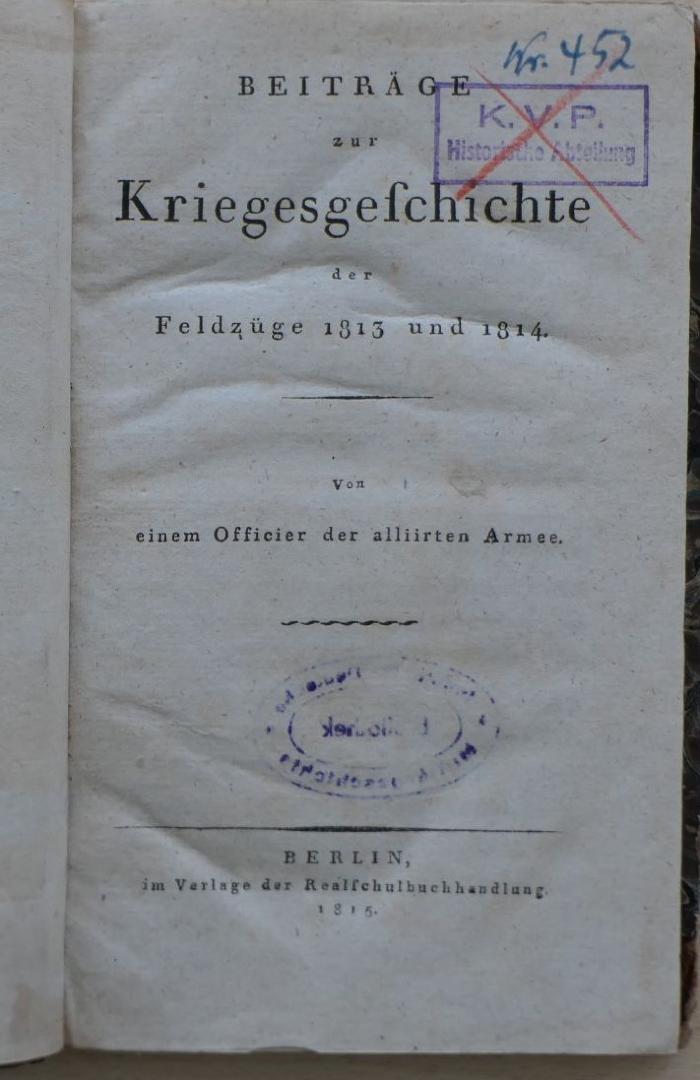 Nr. 452
BEITRÄGE
K. V. P.
Historische Abteilung
zur
Kriegesgeſchichte
der
Feldzüge 1813 und 1814.
Von
einem Officier der alliirten Armee.
BERLIN,
im Verlage der Realſchulbuchhandlung.
1815.